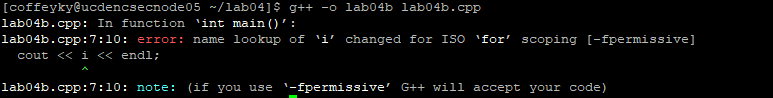 [coffeyky@ucdencsecnode05 ~/lab04]$ g++ -o lab04b lab04b.cpp
lab04b.cpp: In function ‘int main()’:
lab04b.cpp:7:10: error: name lookup of ‘i’ changed for ISO ‘for’ scoping [-fpermissive]
  cout << i << endl;
          ^
lab04b.cpp:7:10: note: (if you use ‘-fpermissive’ G++ will accept your code)